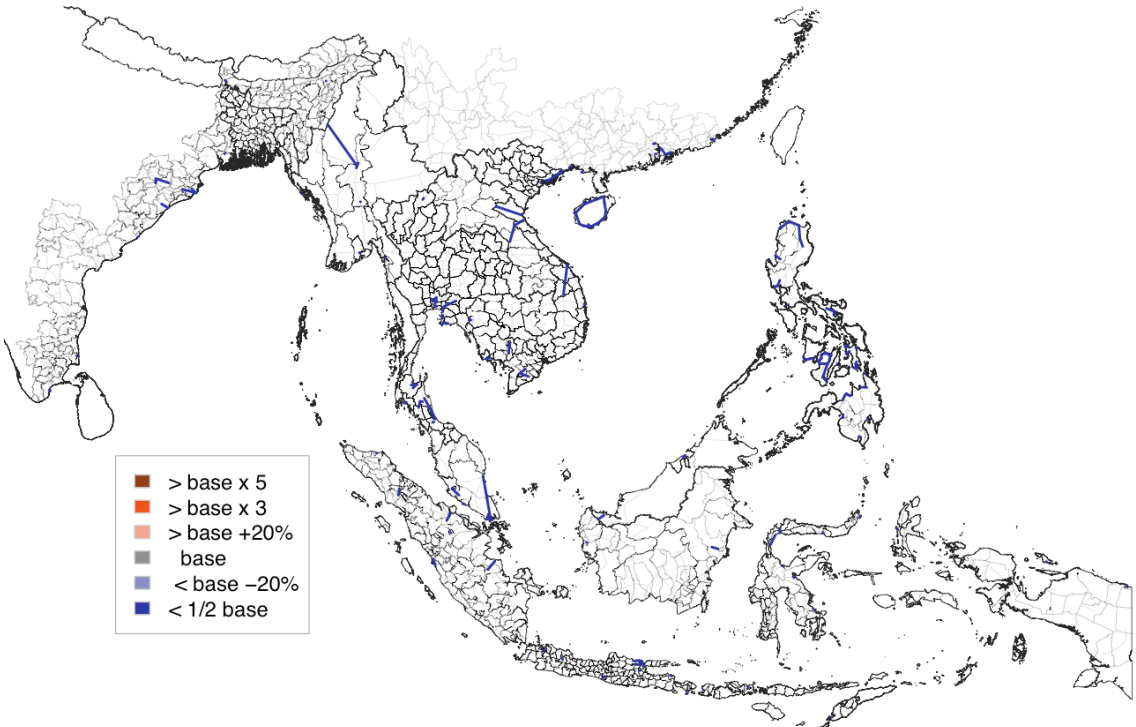 > base x 5
> base x 3
> base +20%
base
< base −20%
< 1/2 base